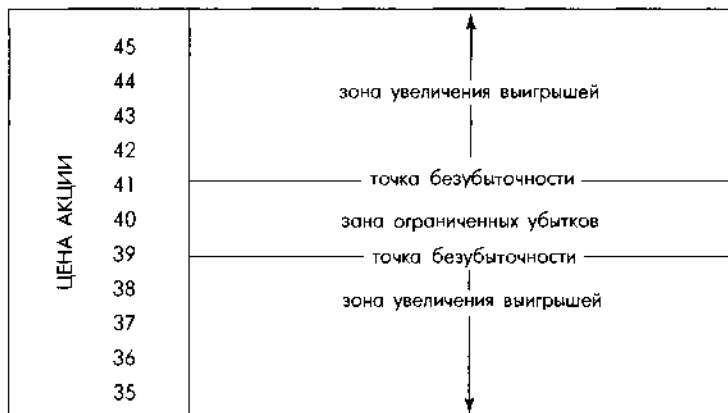 ЦЕНА АКЦИИ
45
44
зона увеличения выигрышей
43
42
41
точка безубыточности
40
зана ограниченных убытков
39
точка безубыточности
38
зона увеличения выигрышей
37
36
35